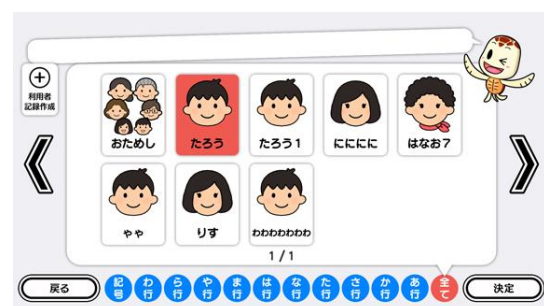 利用者
記録作成
おためし
たろう
たろう1
にににに
はなお7
ゃゃ
りす
わわわわわわわ
1/1
戻る
記号
わ行
ら行
や行
ま行
は行
な行
た行
さ行
か行
あ行
全て
決定